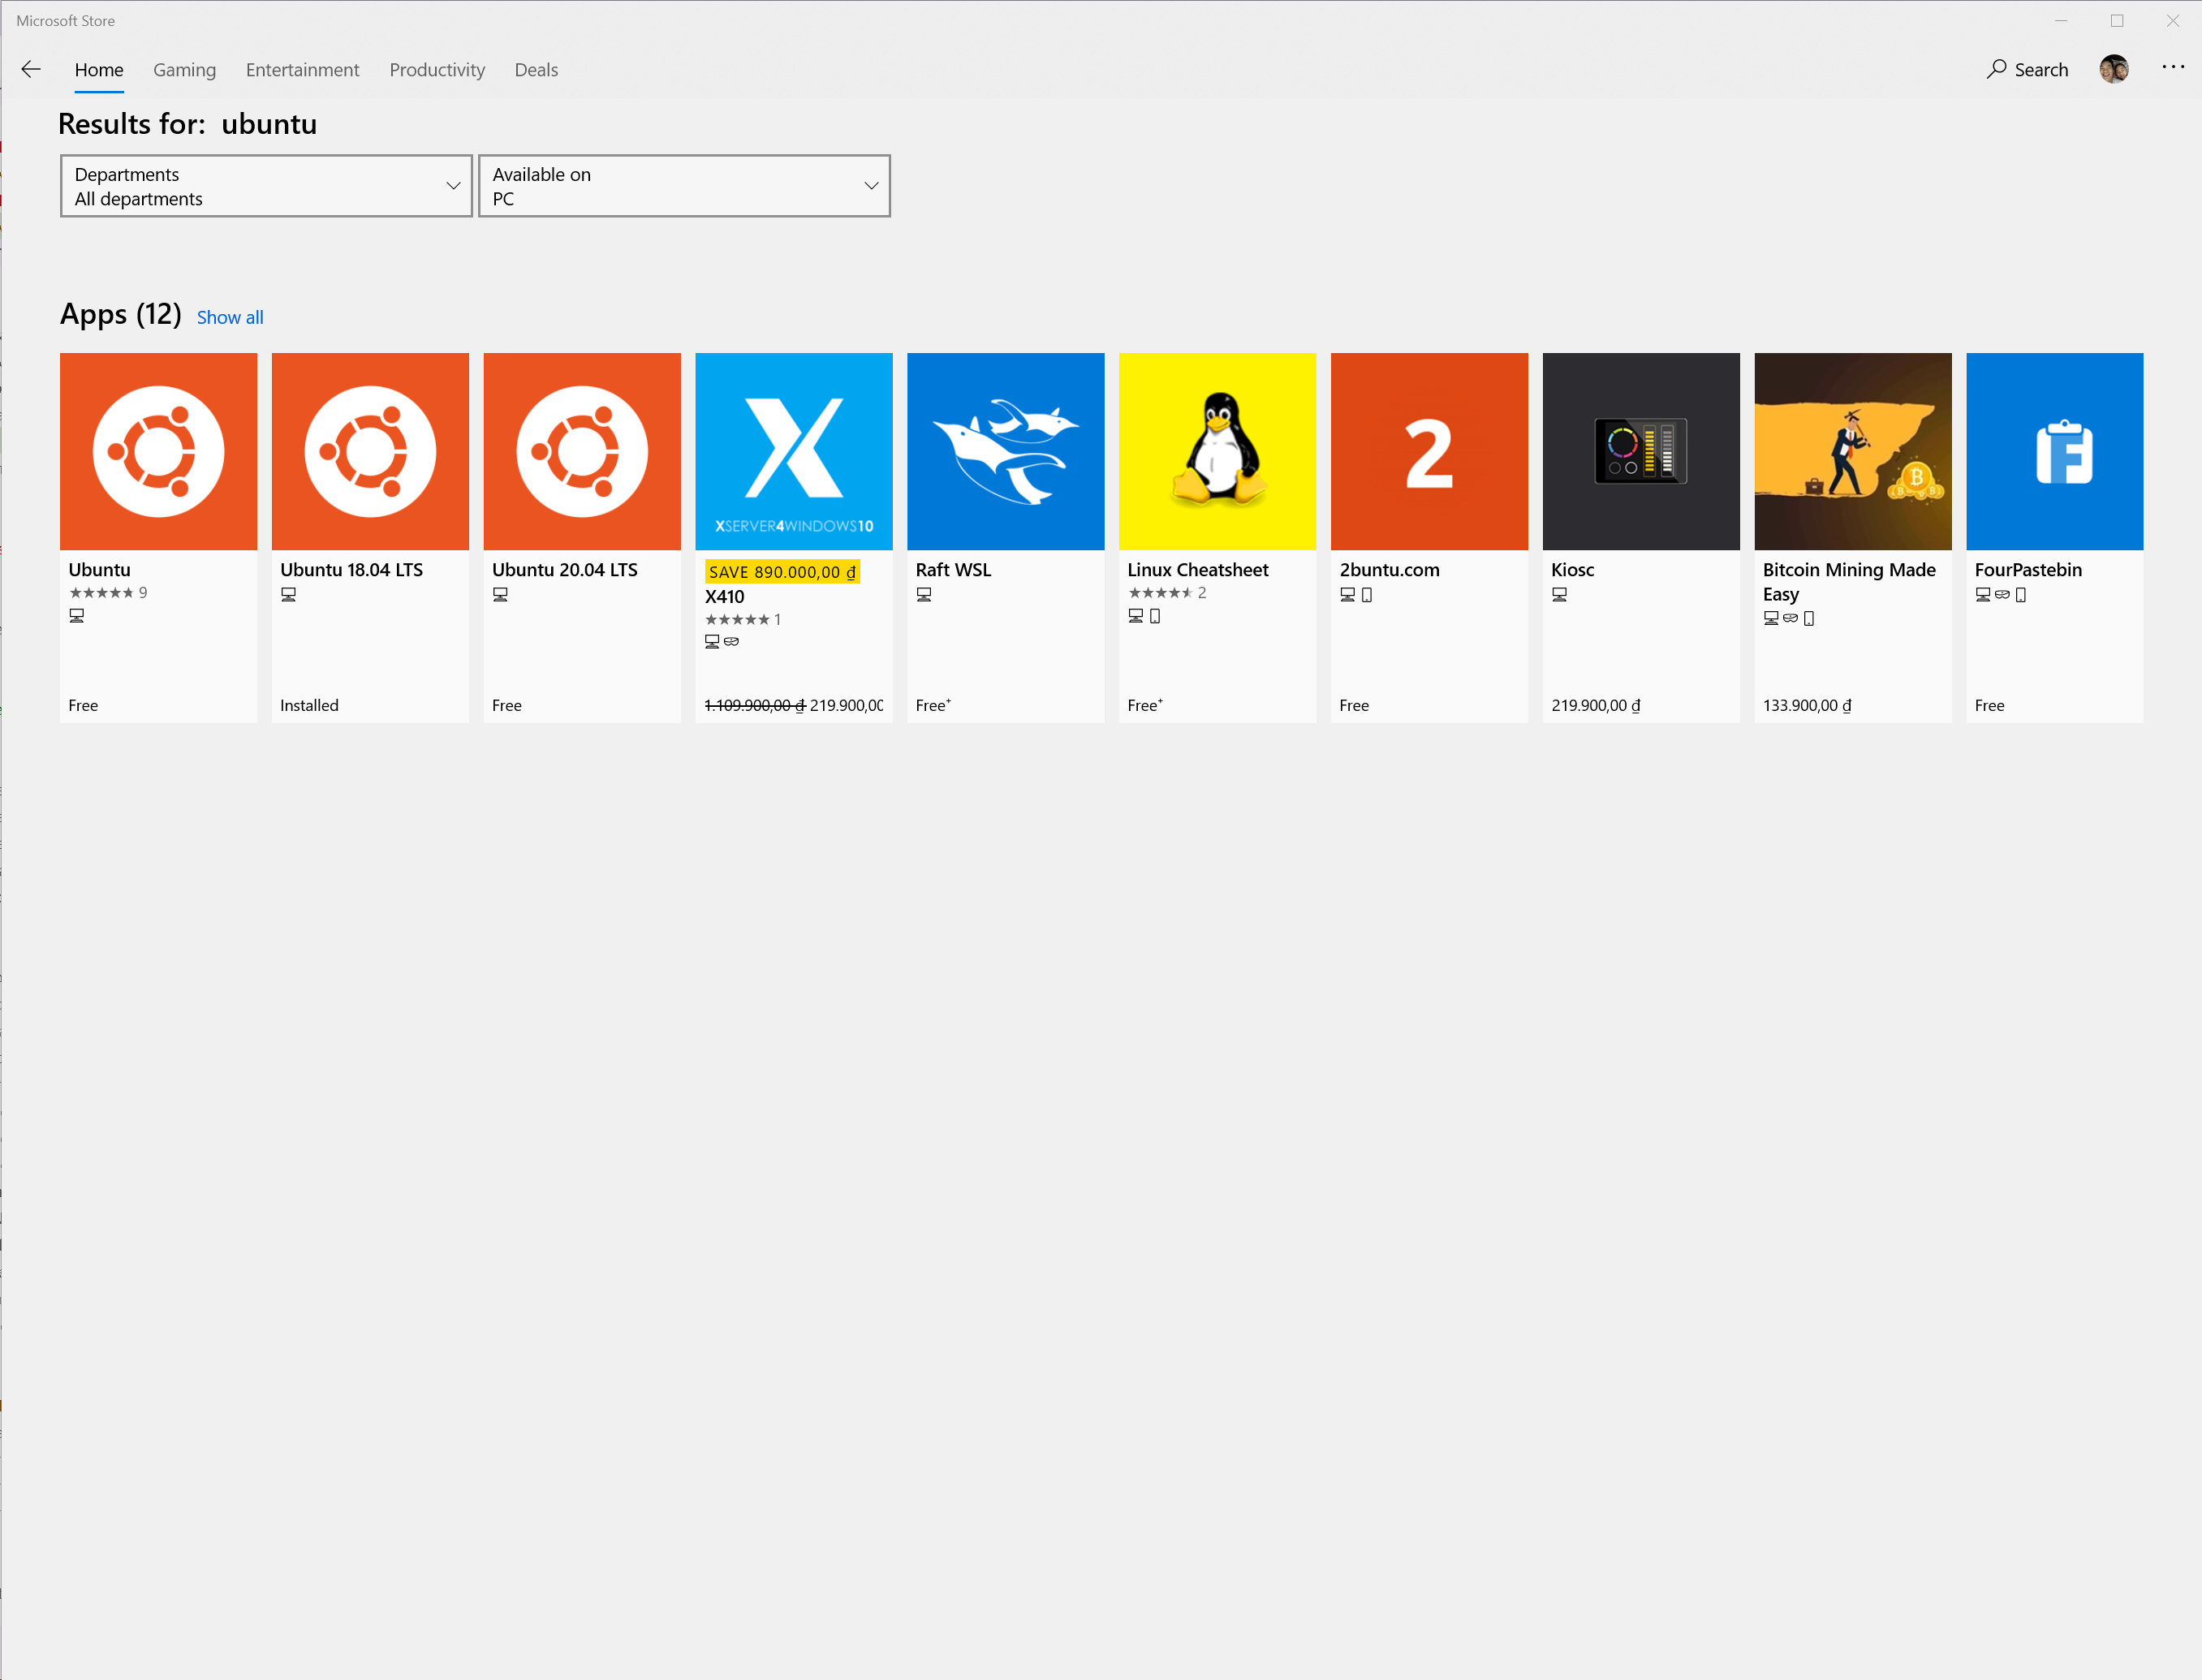 Microsoft Store
Home Gaming Entertainment Productivity Deals Search
Results for: ubuntu
Departments
All departments
Available on
PC
Apps (12) Show all
XSERVER4WINDOWS10
2
F
Ubuntu
9
Free
Ubuntu 18.04 LTS
Installed
Ubuntu 20.04 LTS
Free
SAVE 890.000,00 ₫
X410
1
1.109.900,00 ₫ 219.900,00
Raft WSL
Free+
Linux Cheatsheet
2
Free+
2buntu.com
Free
Kiosc
219.900,00 ₫
Bitcoin Mining Made
Easy
133.900,00 ₫
FourPastebin
Free